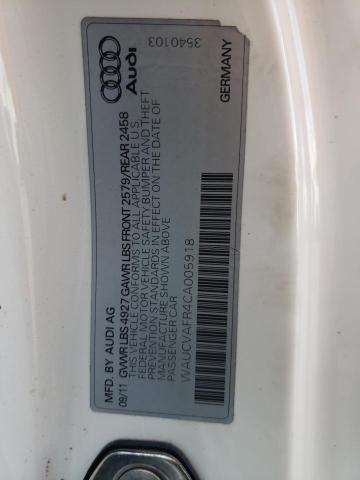 MFD. BY AUDI AG
09/11 GVWR LBS 4927 GAWR LBS FRONT 2579/REAR 2458
THIS VEHICLE CONFORMS TO ALL APPLICABLE U.S.
FEDERAL MOTOR VEHICLE SAFETY BUMPER AND THEFT
PREVENTION STANDARDS IN EFFECT ON THE DATE OF
MANUFACTURE SHOWN ABOVE
PASSENGER CAR
WAUCVAFR4CA005918
Audi
3540103
GERMANY